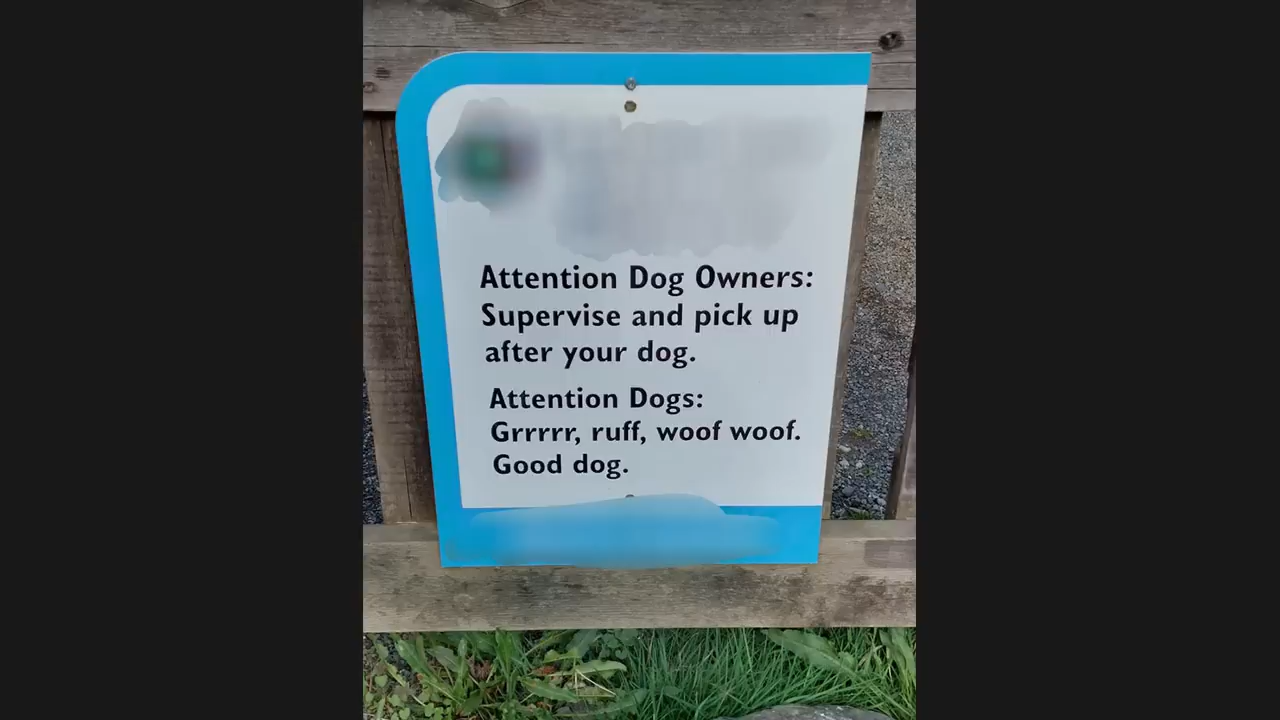 Attention Dog Owners:
Supervise and pick up
after your dog.
Attention Dogs:
Grrrrr, ruff, woof woof.
Good dog.